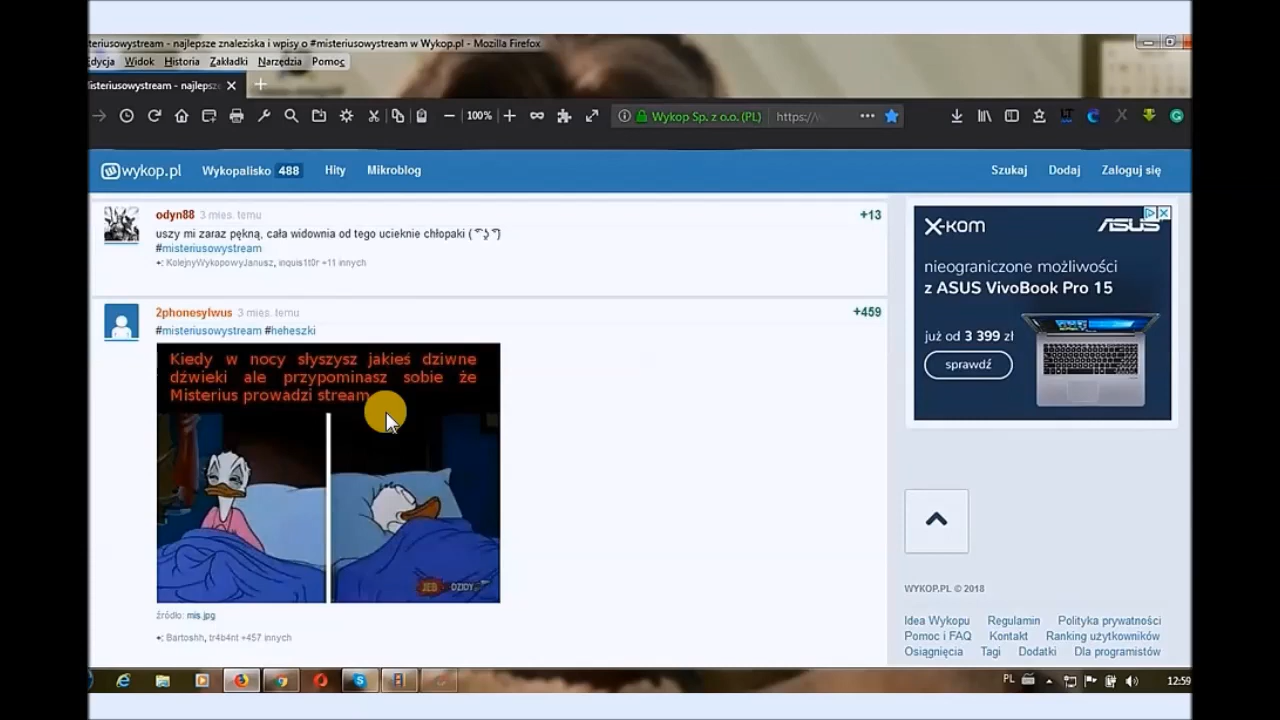 teriusowystream - najlepsze znaleziska i wpisy o #misteriusowystream w Wykop.pl - Mozilla Firefox
dycja Widok Historia Zakładki Narzędzia Pomoc
isteriusowystream - najlepsz
100% Wykop Sp. z o.o. (PL) https://
wykop.pl Wykopalisko 488 Hity Mikroblog Szukaj Dodaj Zaloguj się
odyn88 3 mies. temu +13
uszy mi zaraz pękną, cała widownia od tego ucieknie chłopaki ( ͡° ͜ʖ ͡°)
#misteriusowystream
+: KolejnyWykopowyJanusz, inquis1t0r +11 innych
2phonesylwus 3 mies. temu +459
#misteriusowystream #heheszki
Kiedy w nocy słyszysz jakieś dziwne
dźwieki ale przypominasz sobie że
Misterius prowadzi stream
JEB DZIDY
źródło: mis.jpg
+: Bartoshh, tr4b4nt +457 innych
X-KOM ASUS
nieograniczone możliwości
z ASUS VivoBook Pro 15
już od 3 399 zł
sprawdź
WYKOP.PL © 2018
Idea Wykopu Regulamin Polityka prywatności
Pomoc i FAQ Kontakt Ranking użytkowników
Osiągnięcia Tagi Dodatki Dla programistów
PL 12:59